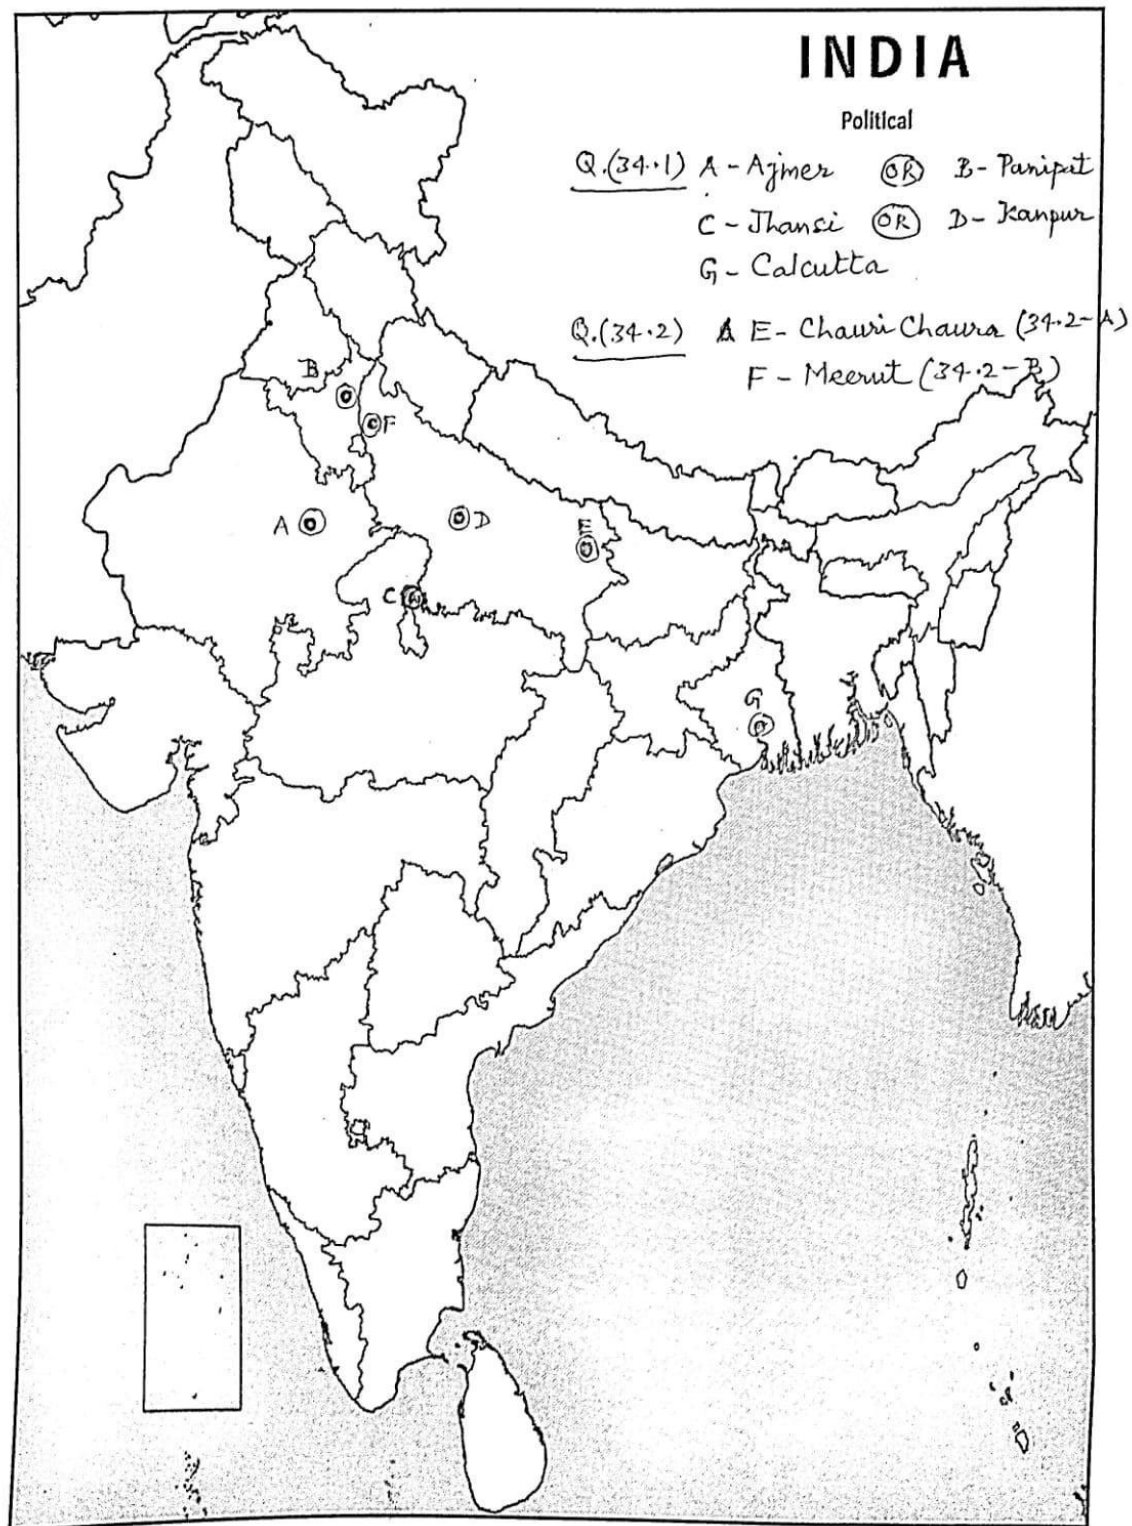 INDIA
Political
Q.(34.1) A - Ajmer OR B - Panipat
C - Jhansi OR D - Kanpur
G - Calcutta
Q.(34.2) E - Chauri Chaura (34.2-A)
F - Meerut (34.2-B)
B
F
A
D
E
C
G